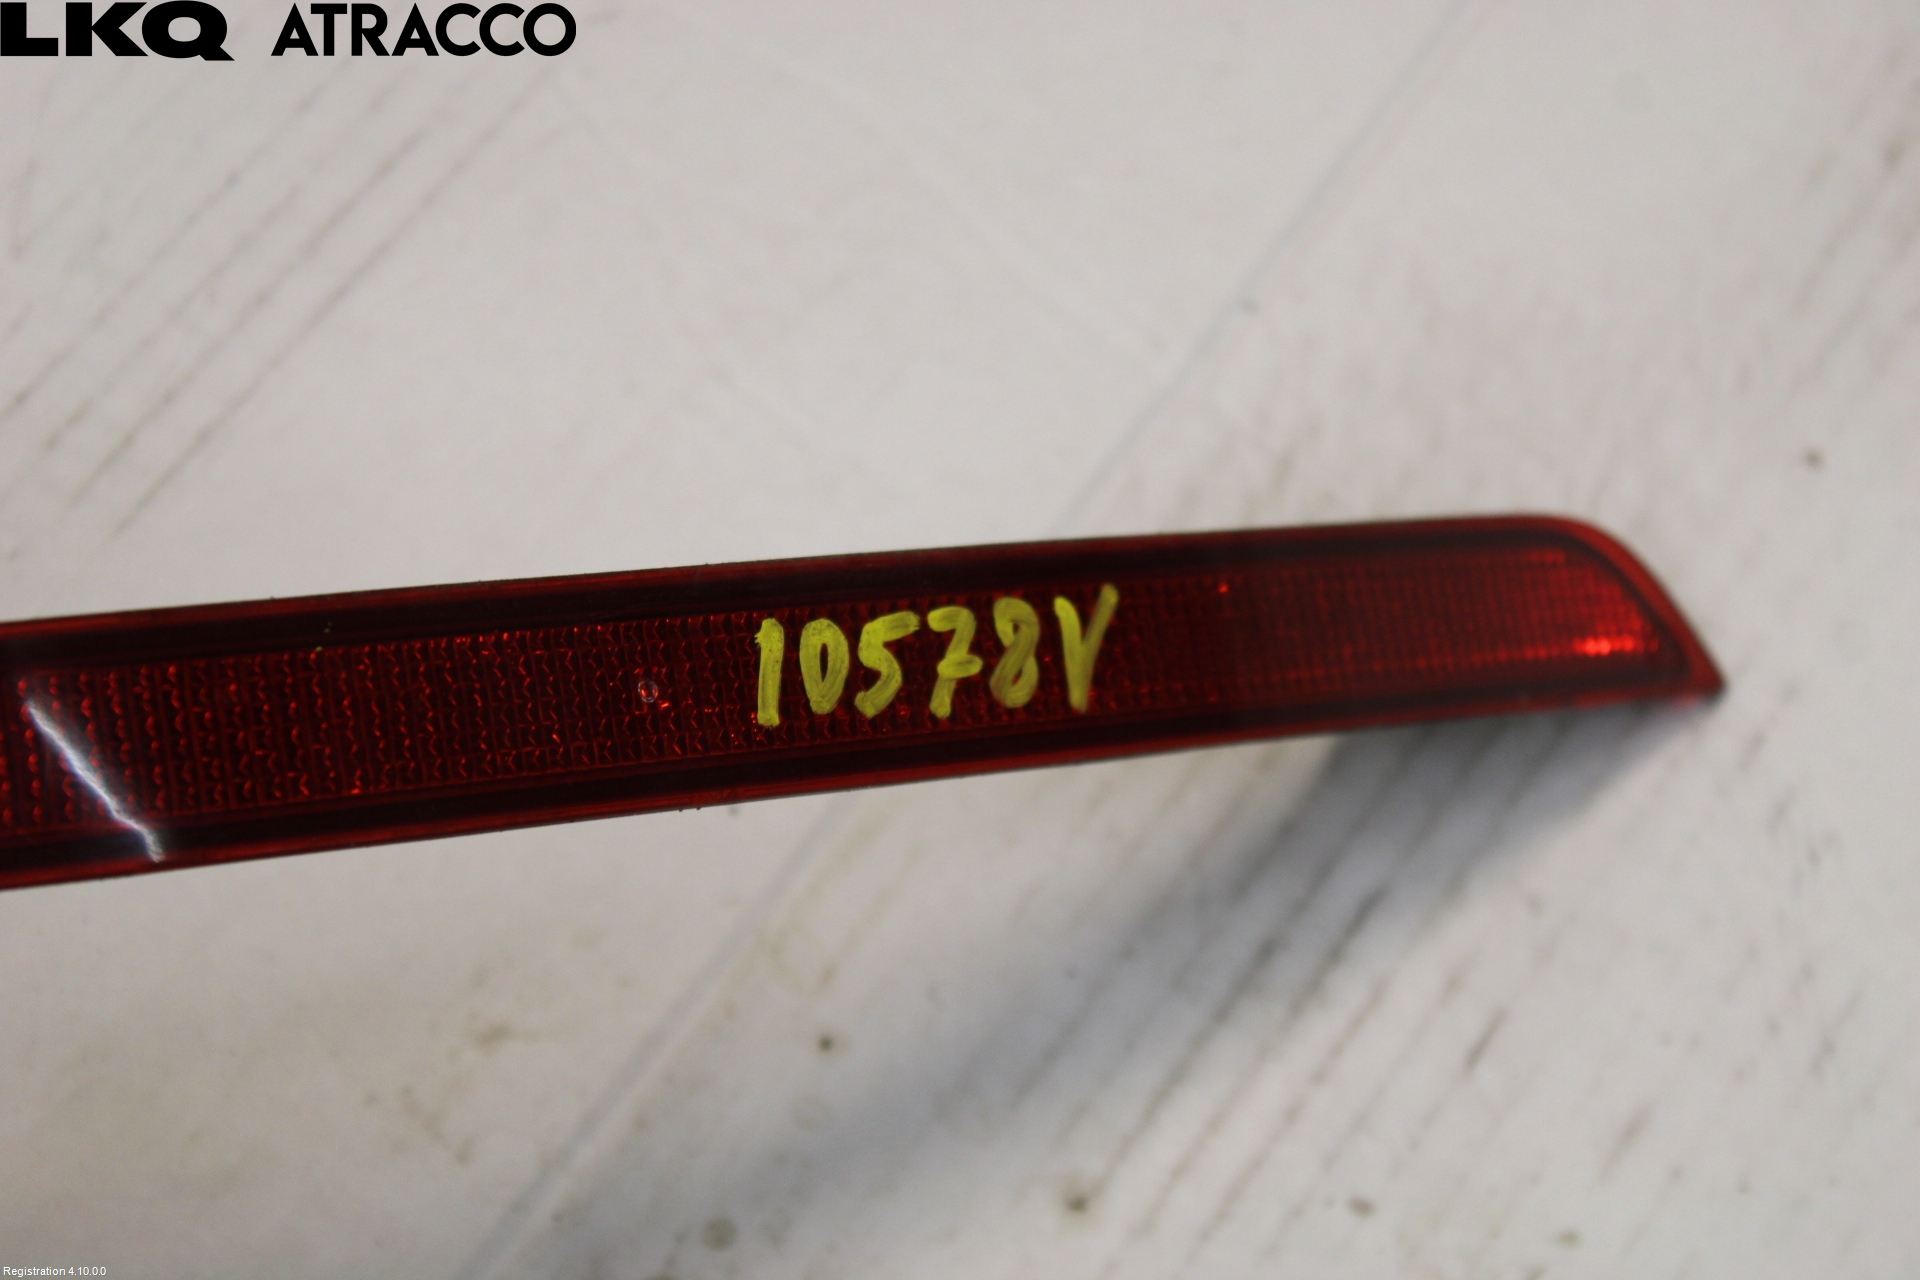 LKQ ATRACCO
10578V
Registration 4.10.0.0